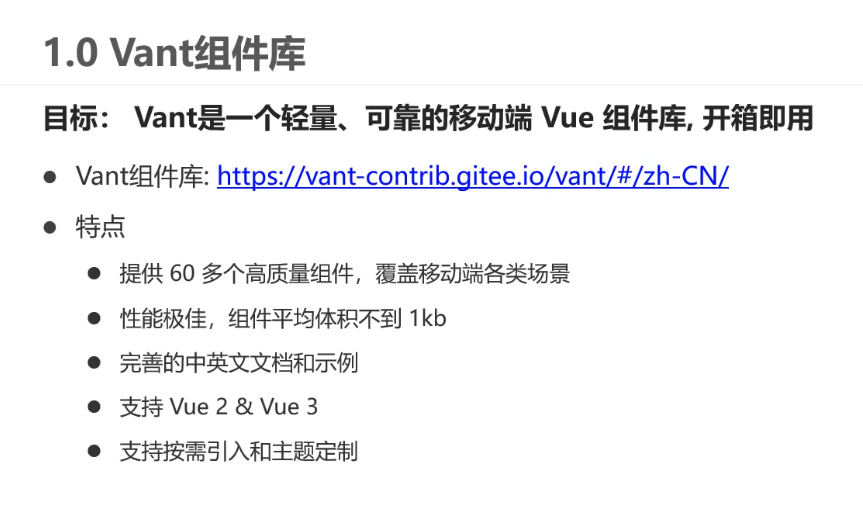 1.0 Vant组件库
目标： Vant是一个轻量、可靠的移动端 Vue 组件库, 开箱即用
● Vant组件库: https://vant-contrib.gitee.io/vant/#/zh-CN/
● 特点
● 提供 60 多个高质量组件，覆盖移动端各类场景
● 性能极佳，组件平均体积不到 1kb
● 完善的中英文文档和示例
● 支持 Vue 2 & Vue 3
● 支持按需引入和主题定制